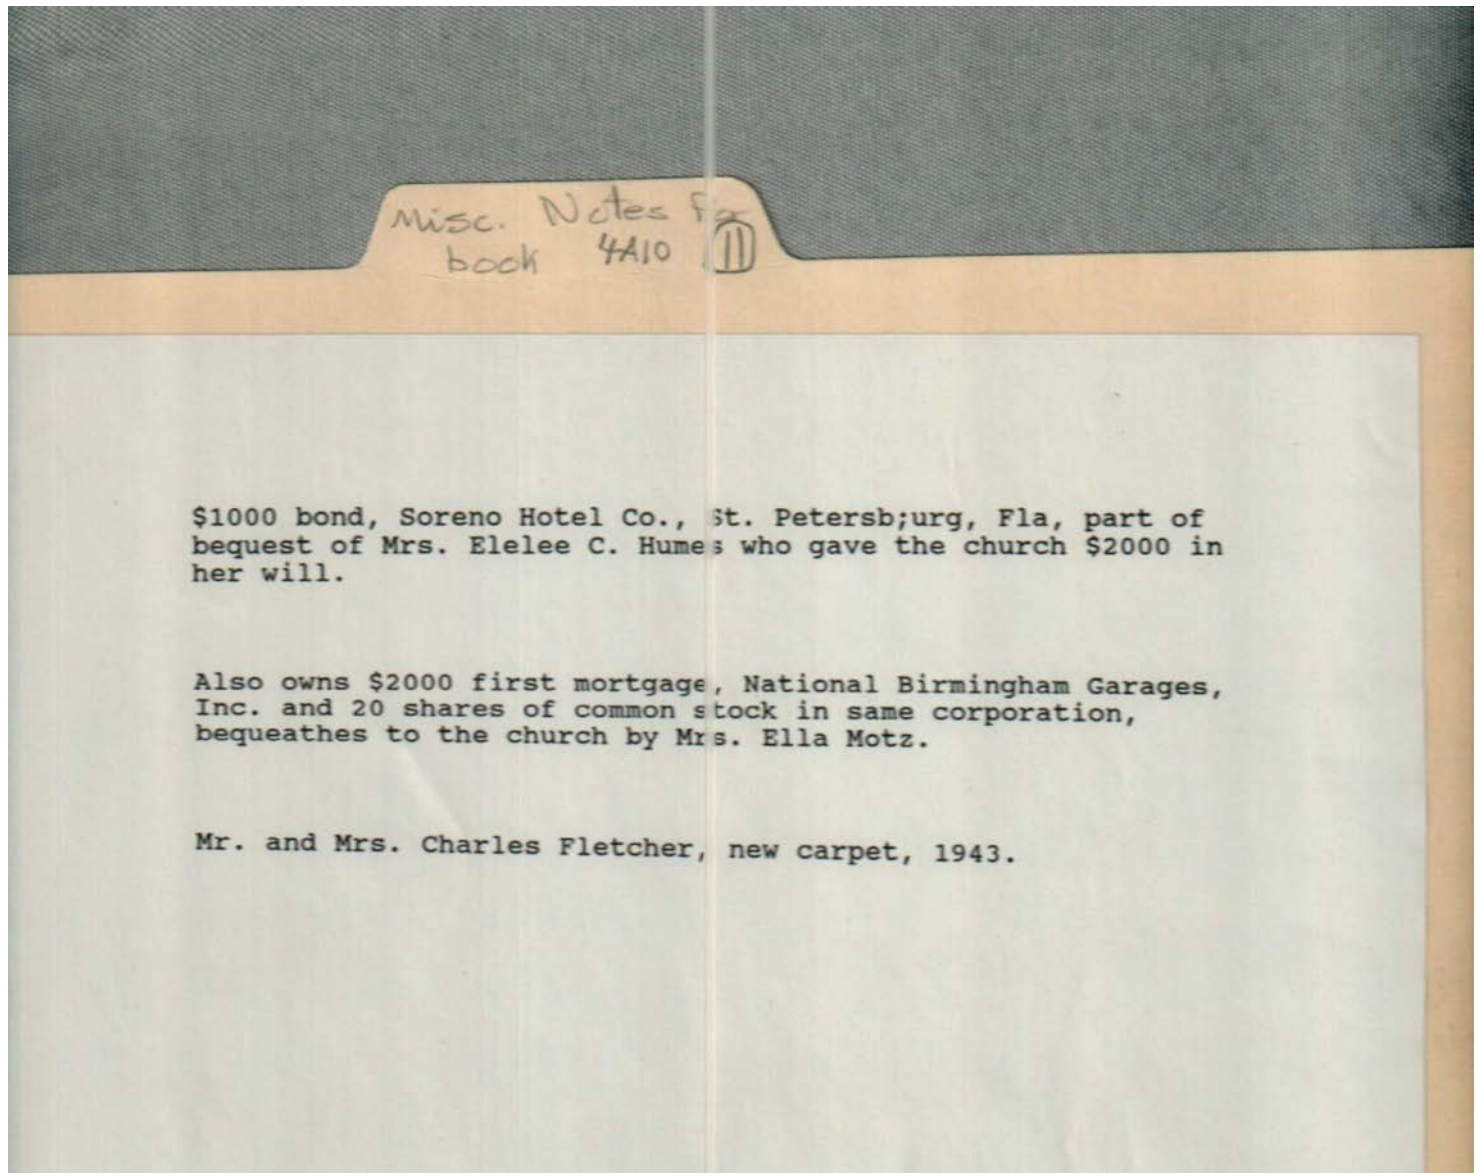 Misc. Notes for
book 4A10 11
$1000 bond, Soreno Hotel Co., St. Petersb;urg, Fla, part of
bequest of Mrs. Elelee C. Humes who gave the church $2000 in
her will.
Also owns $2000 first mortgage, National Birmingham Garages,
Inc. and 20 shares of common stock in same corporation,
bequeathes to the church by Mrs. Ella Motz.
Mr. and Mrs. Charles Fletcher, new carpet, 1943.